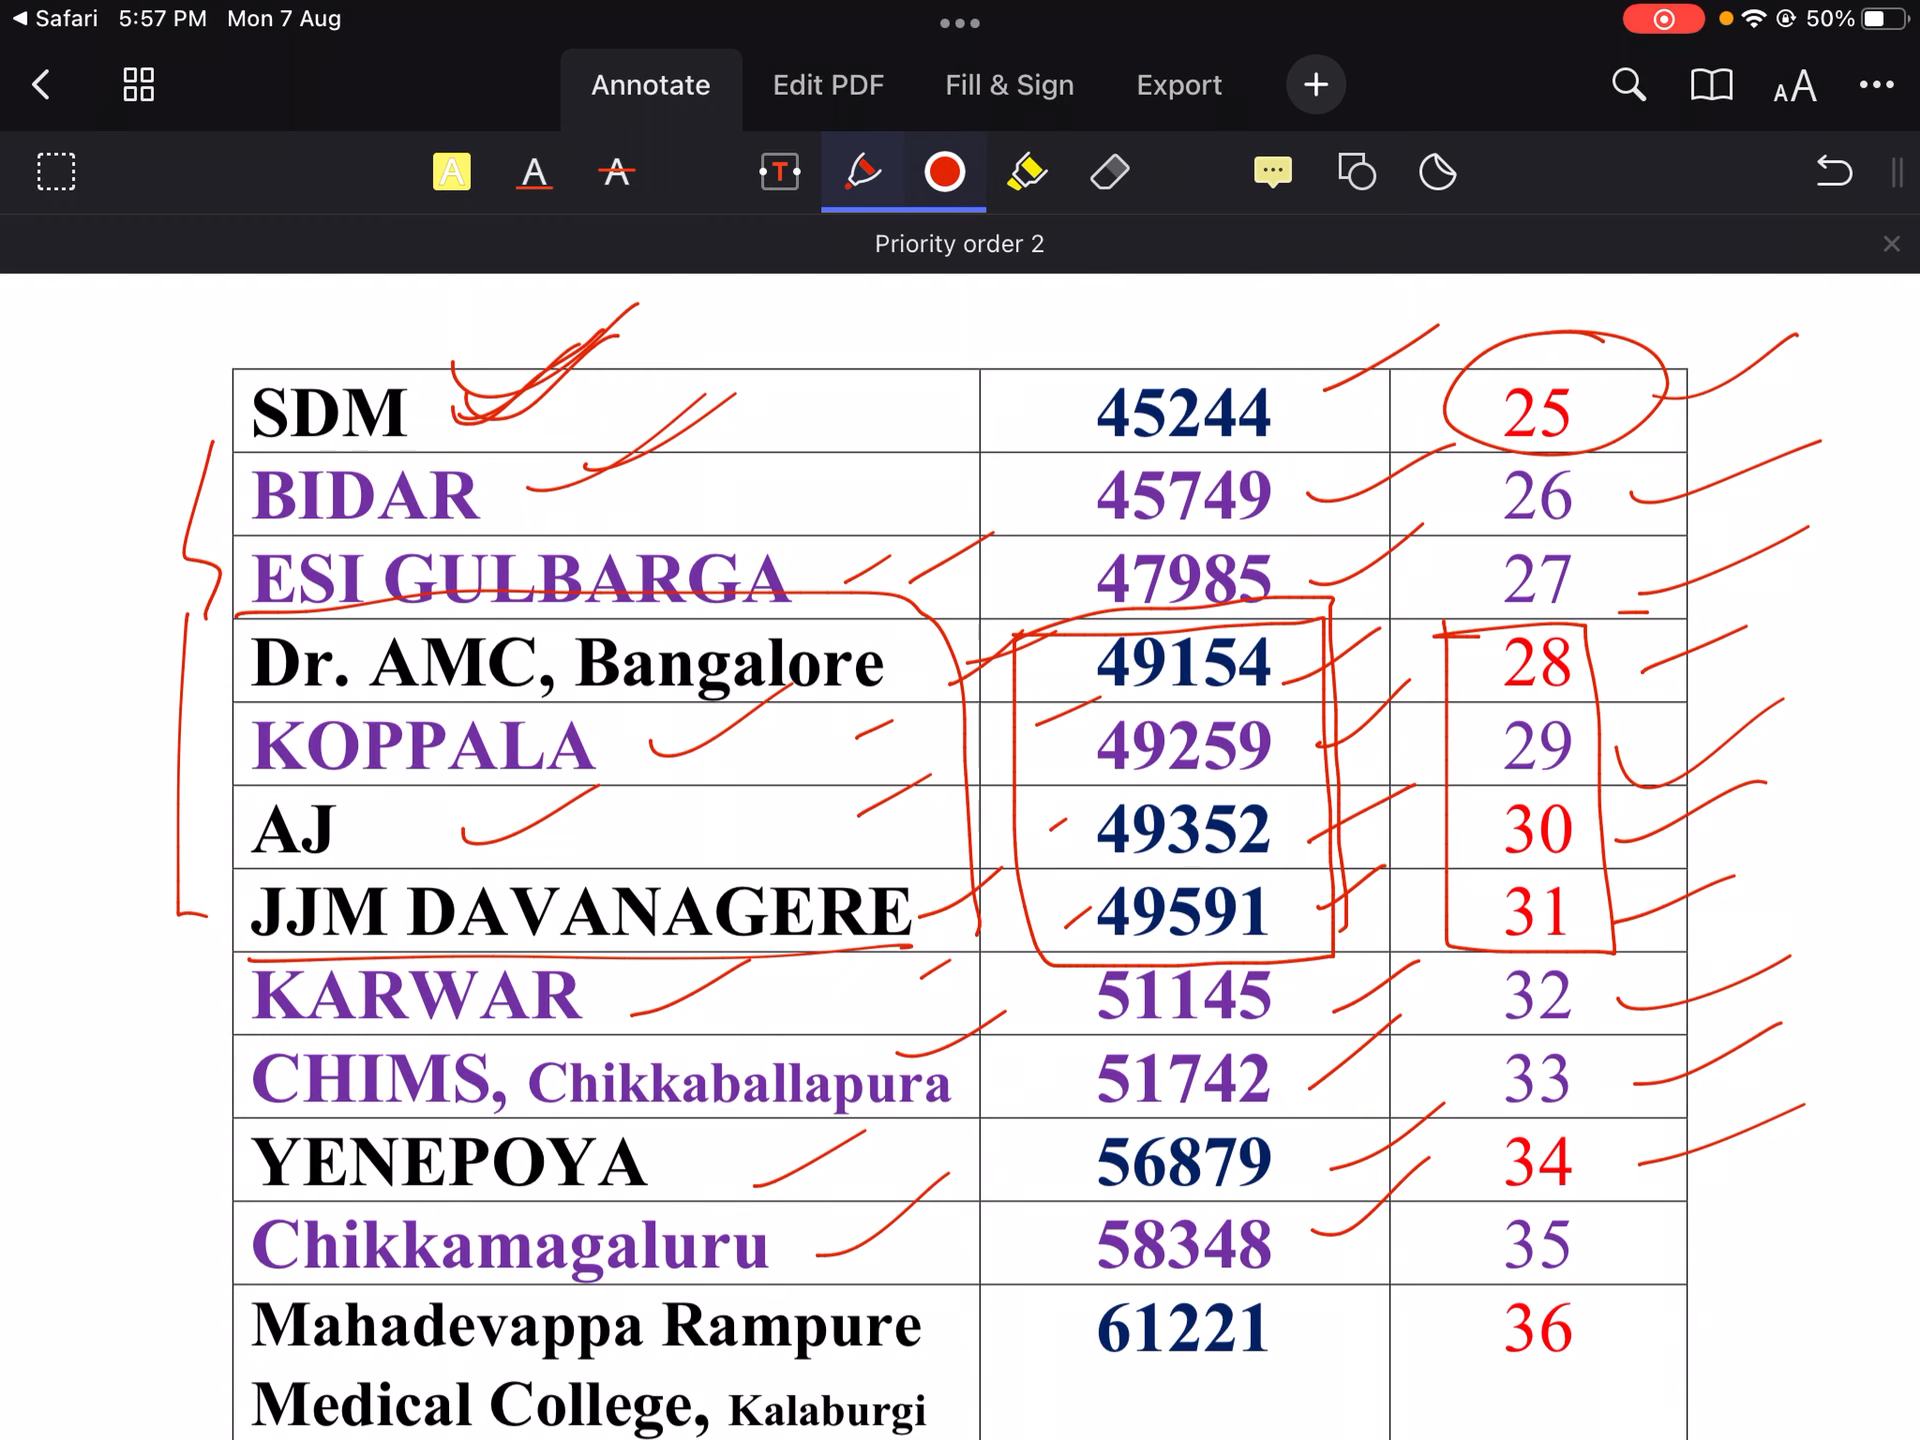 Safari 5:57 PM Mon 7 Aug 50%
Annotate Edit PDF Fill & Sign Export
A A A T AA
Priority order 2
SDM 45244 25
BIDAR 45749 26
ESI GULBARGA 47985 27
Dr. AMC, Bangalore 49154 28
KOPPALA 49259 29
AJ 49352 30
JJM DAVANAGERE 49591 31
KARWAR 51145 32
CHIMS, Chikkaballapura 51742 33
YENEPOYA 56879 34
Chikkamagaluru 58348 35
Mahadevappa Rampure 61221 36
Medical College, Kalaburgi